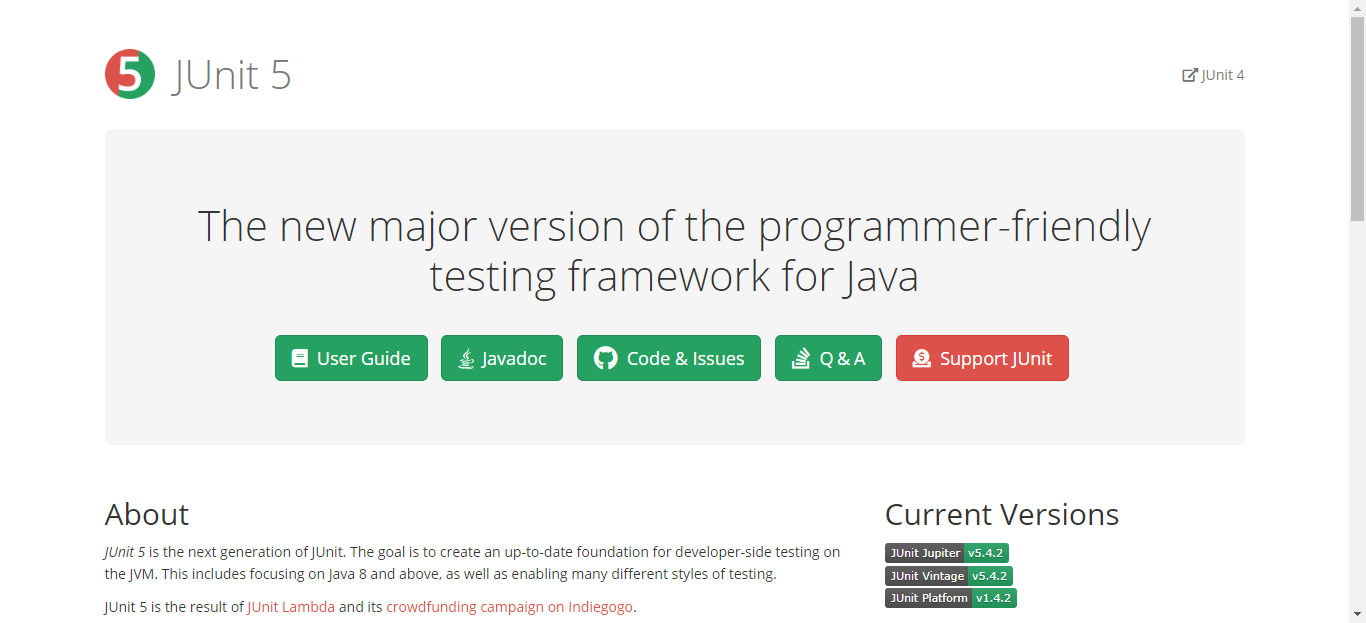 5 JUnit 5
JUnit 4
The new major version of the programmer-friendly
testing framework for Java
User Guide
Javadoc
Code & Issues
Q & A
Support JUnit
About
JUnit 5 is the next generation of JUnit. The goal is to create an up-to-date foundation for developer-side testing on
the JVM. This includes focusing on Java 8 and above, as well as enabling many different styles of testing.
JUnit 5 is the result of JUnit Lambda and its crowdfunding campaign on Indiegogo.
Current Versions
JUnit Jupiter v5.4.2
JUnit Vintage v5.4.2
JUnit Platform v1.4.2